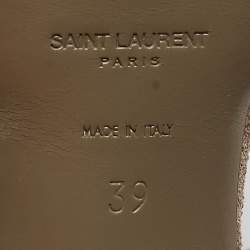 SAINT LAURENT
PARIS
MADE IN ITALY
39